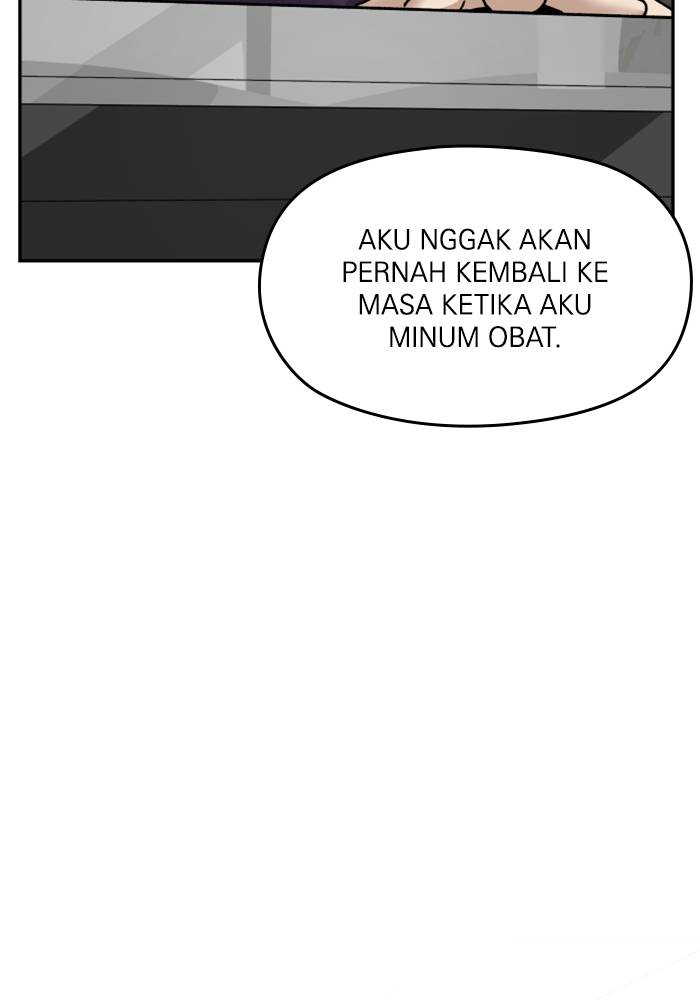 AKU NGGAK AKAN
PERNAH KEMBALI KE
MASA KETIKA AKU
MINUM OBAT.